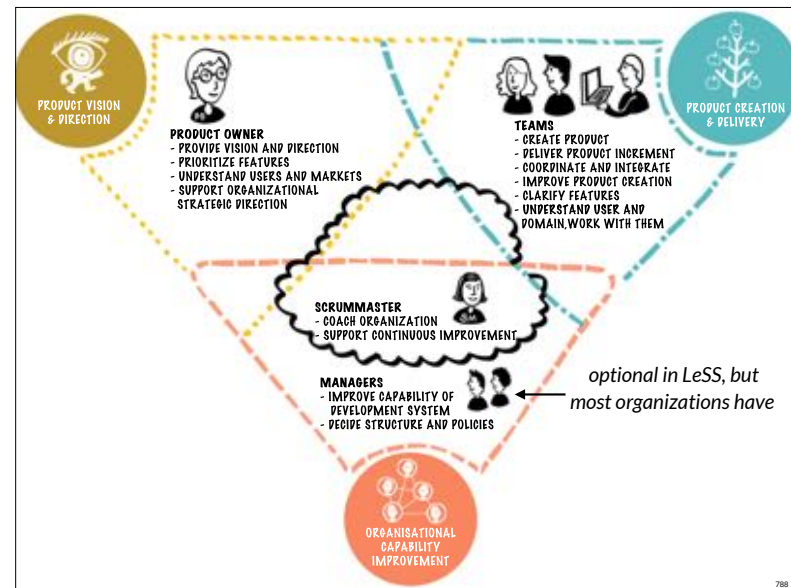 PRODUCT VISION
& DIRECTION
PRODUCT OWNER
- PROVIDE VISION AND DIRECTION
- PRIORITIZE FEATURES
- UNDERSTAND USERS AND MARKETS
- SUPPORT ORGANIZATIONAL
STRATEGIC DIRECTION
TEAMS
- CREATE PRODUCT
- DELIVER PRODUCT INCREMENT
- COORDINATE AND INTEGRATE
- IMPROVE PRODUCT CREATION
- CLARIFY FEATURES
- UNDERSTAND USER AND
DOMAIN,WORK WITH THEM
PRODUCT CREATION
& DELIVERY
SCRUMMASTER
- COACH ORGANIZATION
- SUPPORT CONTINUOUS IMPROVEMENT
SM
MANAGERS
- IMPROVE CAPABILITY OF
DEVELOPMENT SYSTEM
- DECIDE STRUCTURE AND POLICIES
optional in LeSS, but
most organizations have
ORGANISATIONAL
CAPABILITY
IMPROVEMENT
788